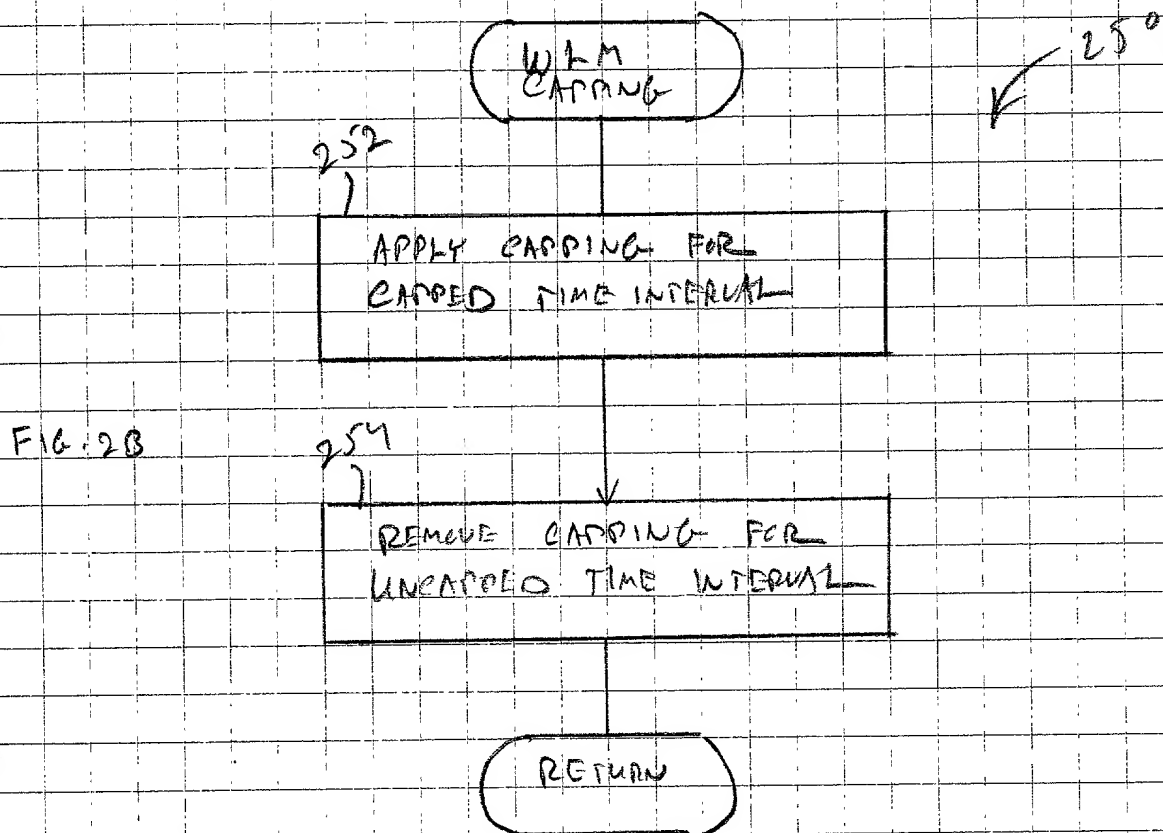 WLM
CAPPING
250
252
APPLY CAPPING FOR
CAPPED TIME INTERVAL
FIG. 2B
254
REMOVE CAPPING FOR
UNCAPPED TIME INTERVAL
RETURN